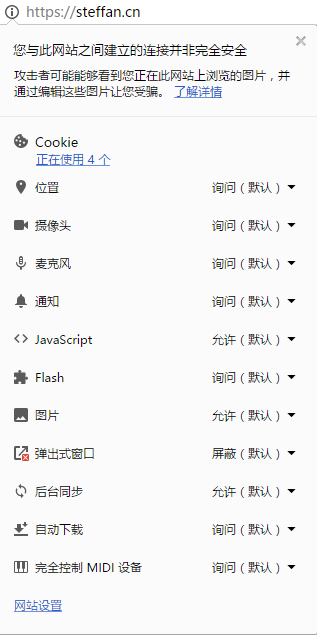 https://steffan.cn
您与此网站之间建立的连接并非完全安全
攻击者可能能够看到您正在此网站上浏览的图片，并
通过编辑这些图片让您受骗。 了解详情
Cookie
正在使用 4 个
位置 询问（默认）
摄像头 询问（默认）
麦克风 询问（默认）
通知 询问（默认）
JavaScript 允许（默认）
Flash 询问（默认）
图片 允许（默认）
弹出式窗口 屏蔽（默认）
后台同步 允许（默认）
自动下载 询问（默认）
完全控制 MIDI 设备 询问（默认）
网站设置